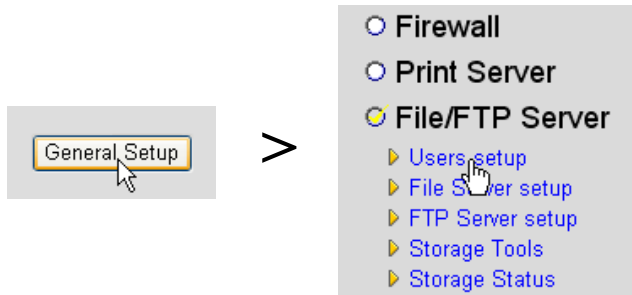 General Setup
>
Firewall
Print Server
File/FTP Server
Users setup
File Server setup
FTP Server setup
Storage Tools
Storage Status